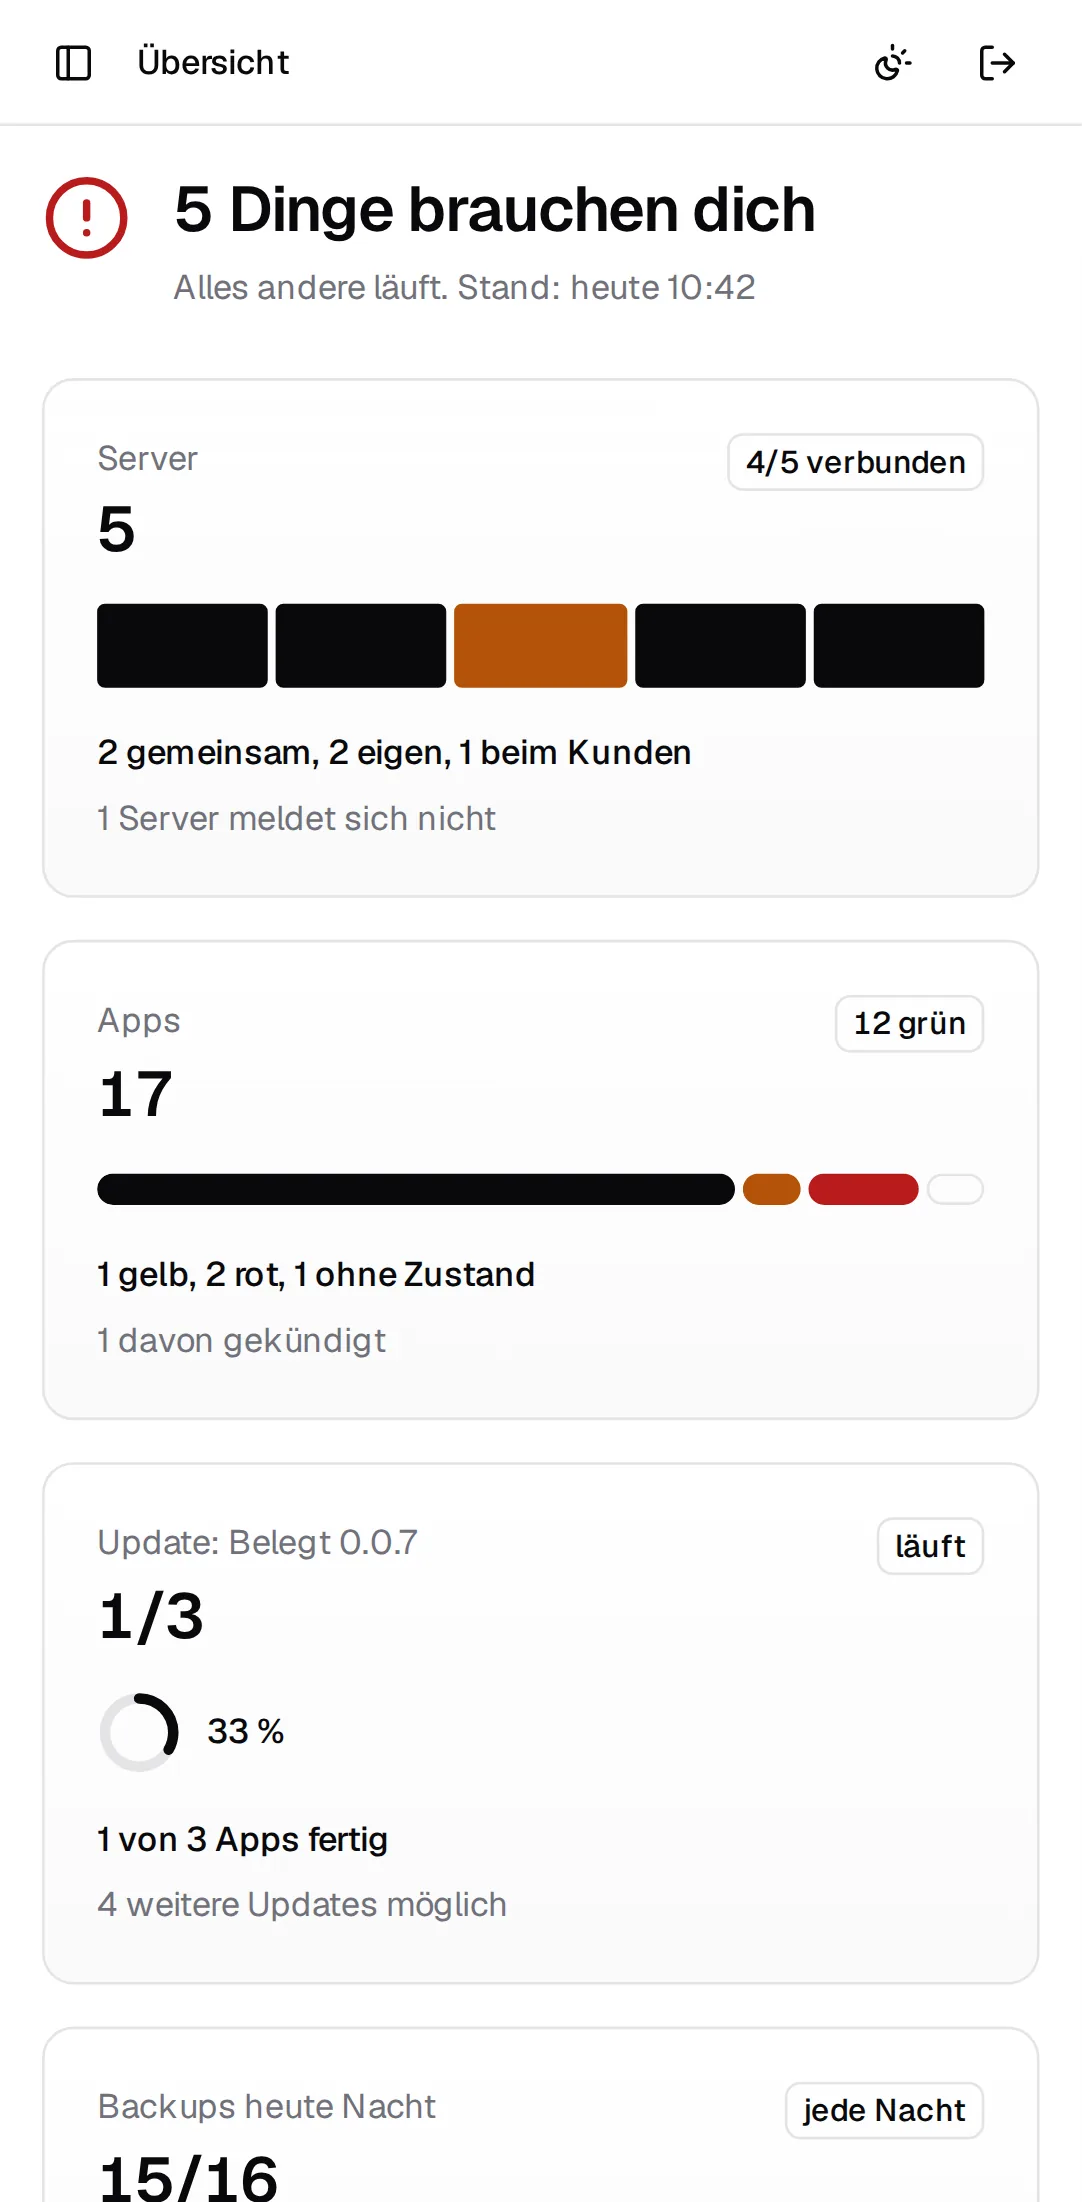 Übersicht
5 Dinge brauchen dich
Alles andere läuft. Stand: heute 10:42
Server
4/5 verbunden
5
2 gemeinsam, 2 eigen, 1 beim Kunden
1 Server meldet sich nicht
Apps
12 grün
17
1 gelb, 2 rot, 1 ohne Zustand
1 davon gekündigt
Update: Belegt 0.0.7
läuft
1/3
33 %
1 von 3 Apps fertig
4 weitere Updates möglich
Backups heute Nacht
jede Nacht
15/16